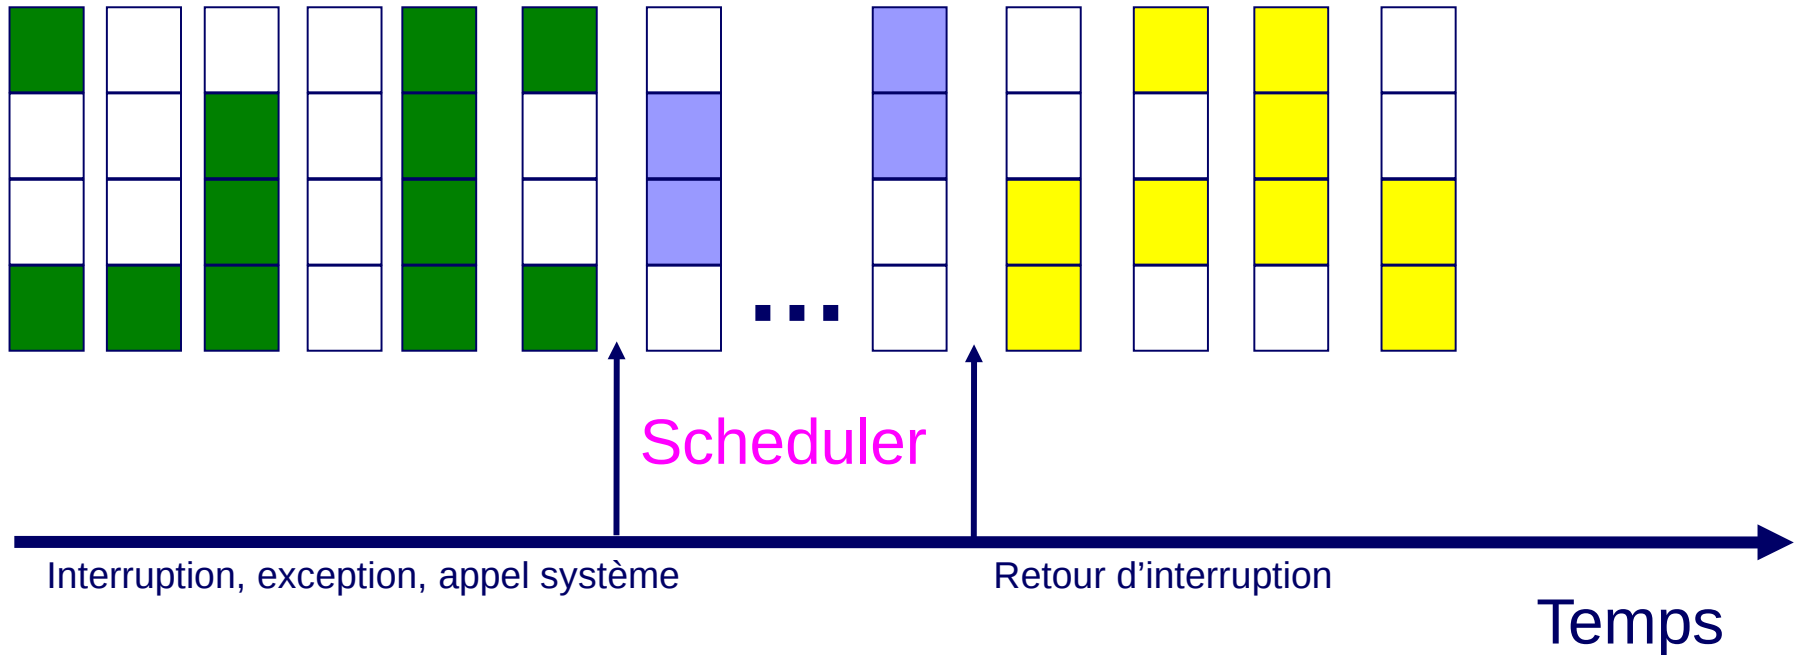 ...
Scheduler
Interruption, exception, appel système
Retour d’interruption
Temps